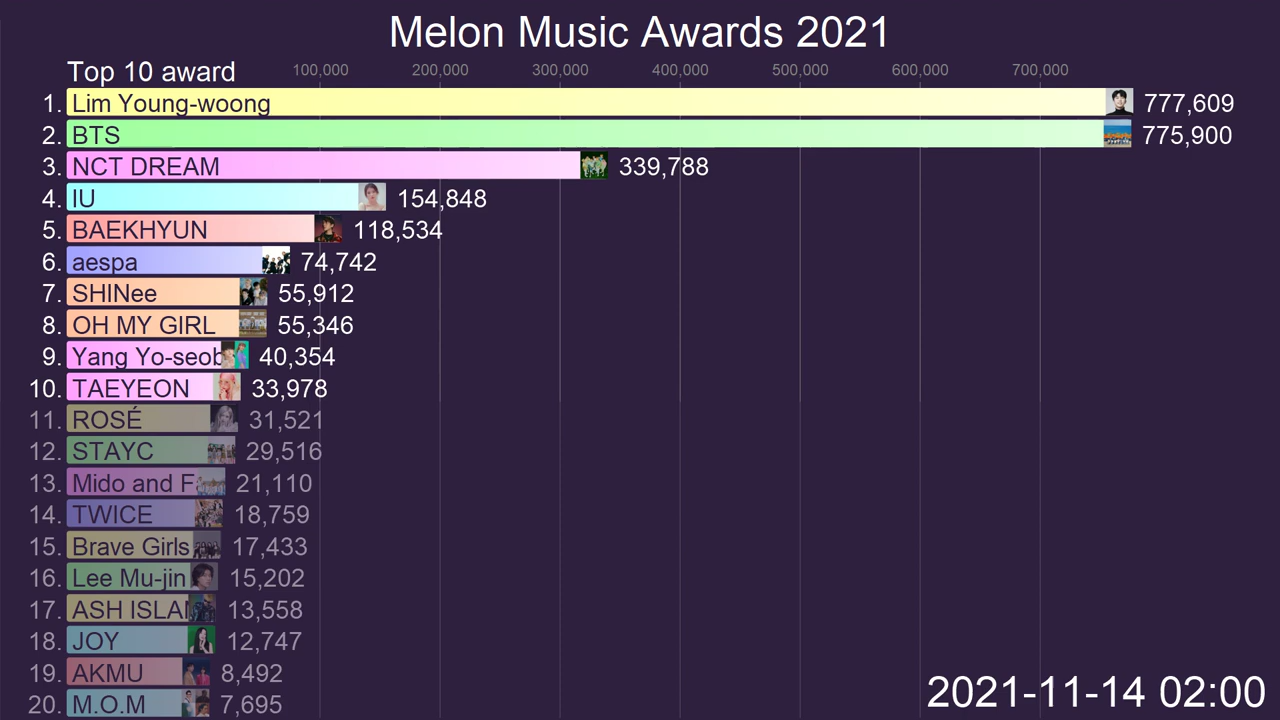 Melon Music Awards 2021
Top 10 award 100,000 200,000 300,000 400,000 500,000 600,000 700,000
1. Lim Young-woong 777,609
2. BTS 775,900
3. NCT DREAM 339,788
4. IU 154,848
5. BAEKHYUN 118,534
6. aespa 74,742
7. SHINee 55,912
8. OH MY GIRL 55,346
9. Yang Yo-seob 40,354
10. TAEYEON 33,978
11. ROSÉ 31,521
12. STAYC 29,516
13. Mido and F 21,110
14. TWICE 18,759
15. Brave Girls 17,433
16. Lee Mu-jin 15,202
17. ASH ISLAN 13,558
18. JOY 12,747
19. AKMU 8,492
20. M.O.M 7,695
2021-11-14 02:00